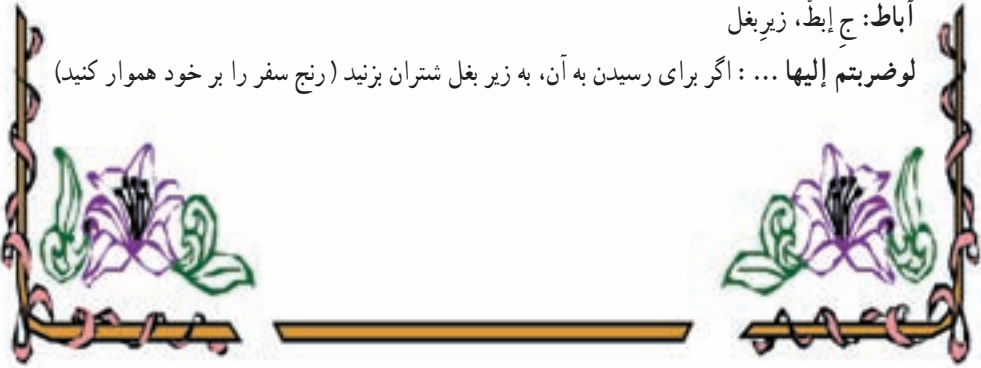 آباط: ج إبطْ، زیرِبغل
لوضربتم إلیها ... : اگر برای رسیدن به آن، به زیر بغل شتران بزنید (رنج سفر را بر خود هموار کنید)